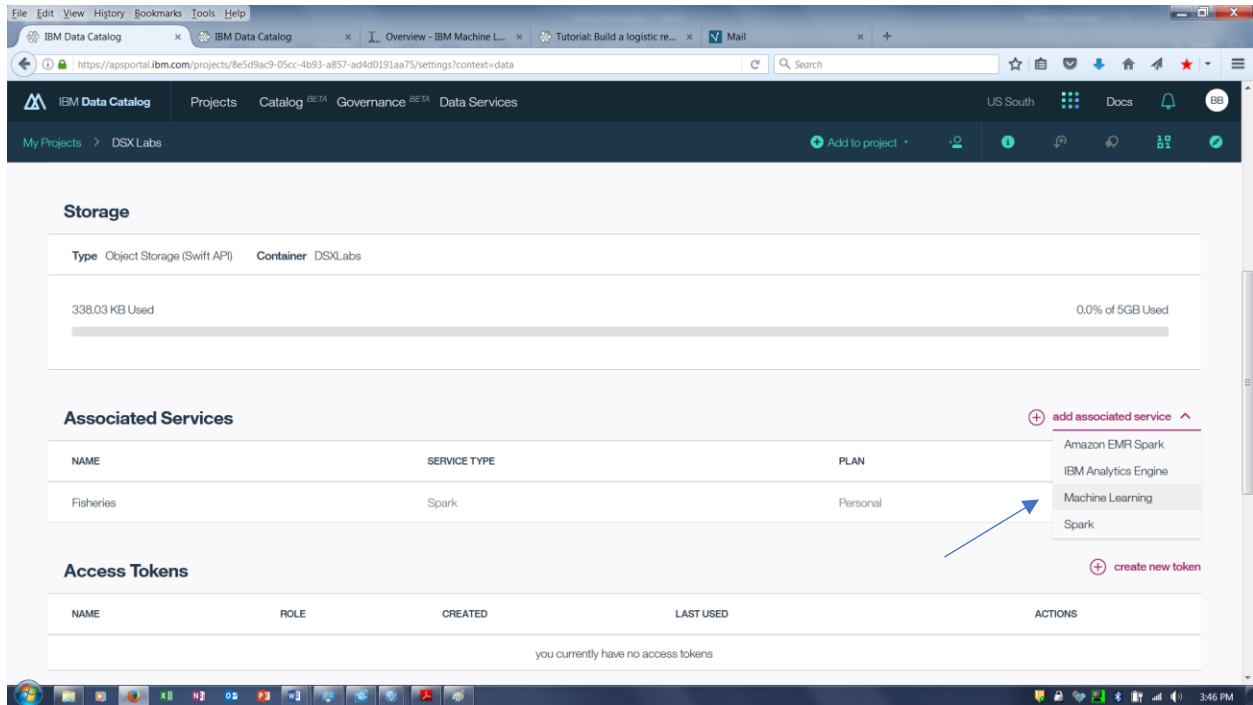 File Edit View History Bookmarks Tools Help
IBM Data Catalog × IBM Data Catalog × Overview - IBM Machine L... × Tutorial: Build a logistic re... × Mail × +
https://apsportal.ibm.com/projects/8e5d9ac9-05cc-4b93-a857-ad4d0191aa75/settings?context=data Search
IBM Data Catalog Projects Catalog BETA Governance BETA Data Services US South Docs BB
My Projects > DSX Labs Add to project
Storage
Type Object Storage (Swift API) Container DSXLabs
338.03 KB Used 0.0% of 5GB Used
Associated Services add associated service
Amazon EMR Spark
NAME SERVICE TYPE PLAN
IBM Analytics Engine
Fisheries Spark Personal
Machine Learning
Spark
Access Tokens create new token
NAME ROLE CREATED LAST USED ACTIONS
you currently have no access tokens
3:46 PM